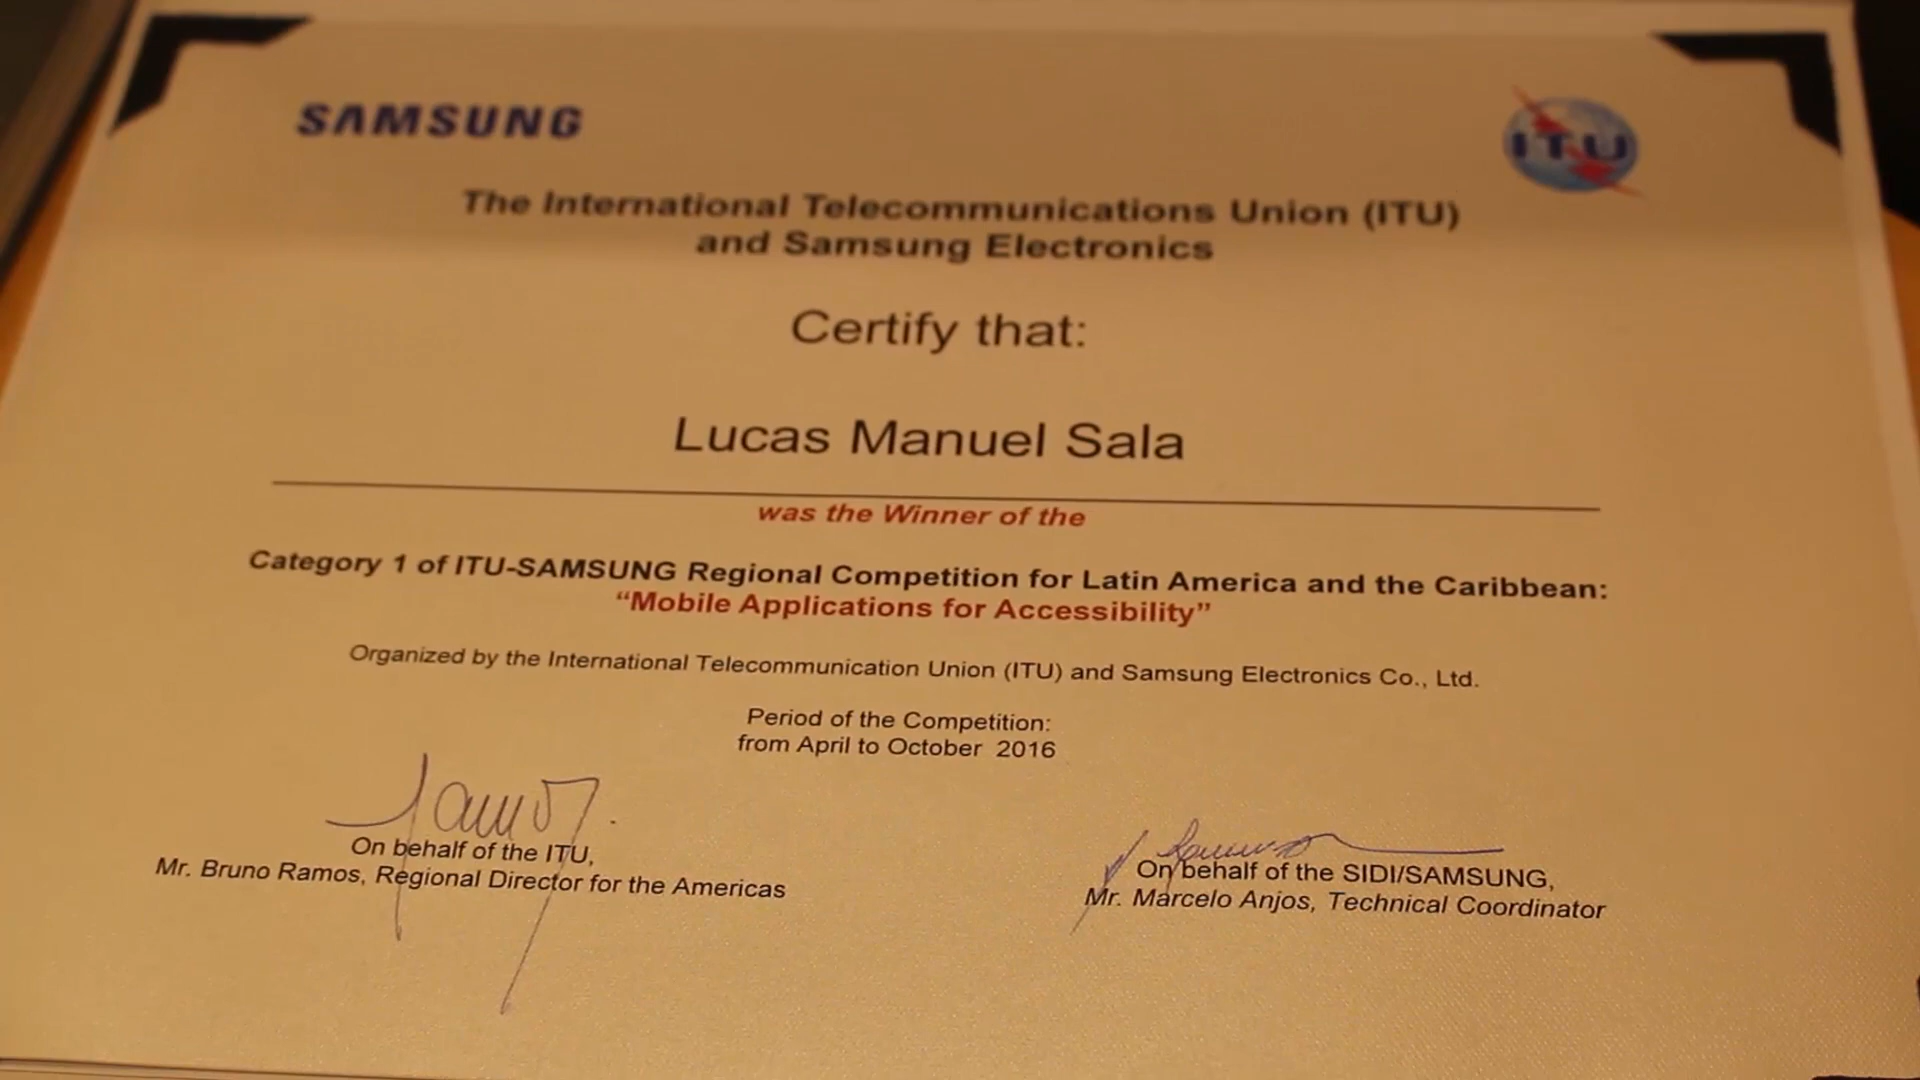 SAMSUNG
ITU
The International Telecommunications Union (ITU)
and Samsung Electronics
Certify that:
Lucas Manuel Sala
was the Winner of the
Category 1 of ITU-SAMSUNG Regional Competition for Latin America and the Caribbean:
“Mobile Applications for Accessibility”
Organized by the International Telecommunication Union (ITU) and Samsung Electronics Co., Ltd.
Period of the Competition:
from April to October 2016
On behalf of the ITU,
Mr. Bruno Ramos, Regional Director for the Americas
On behalf of the SIDI/SAMSUNG,
Mr. Marcelo Anjos, Technical Coordinator